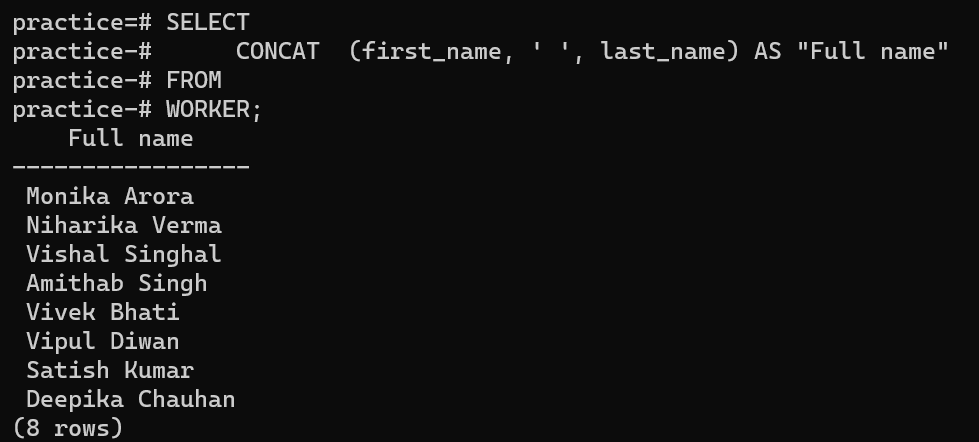 practice=# SELECT
practice-#      CONCAT  (first_name, ' ', last_name) AS "Full name"
practice-# FROM
practice-# WORKER;
    Full name
-----------------
 Monika Arora
 Niharika Verma
 Vishal Singhal
 Amithab Singh
 Vivek Bhati
 Vipul Diwan
 Satish Kumar
 Deepika Chauhan
(8 rows)